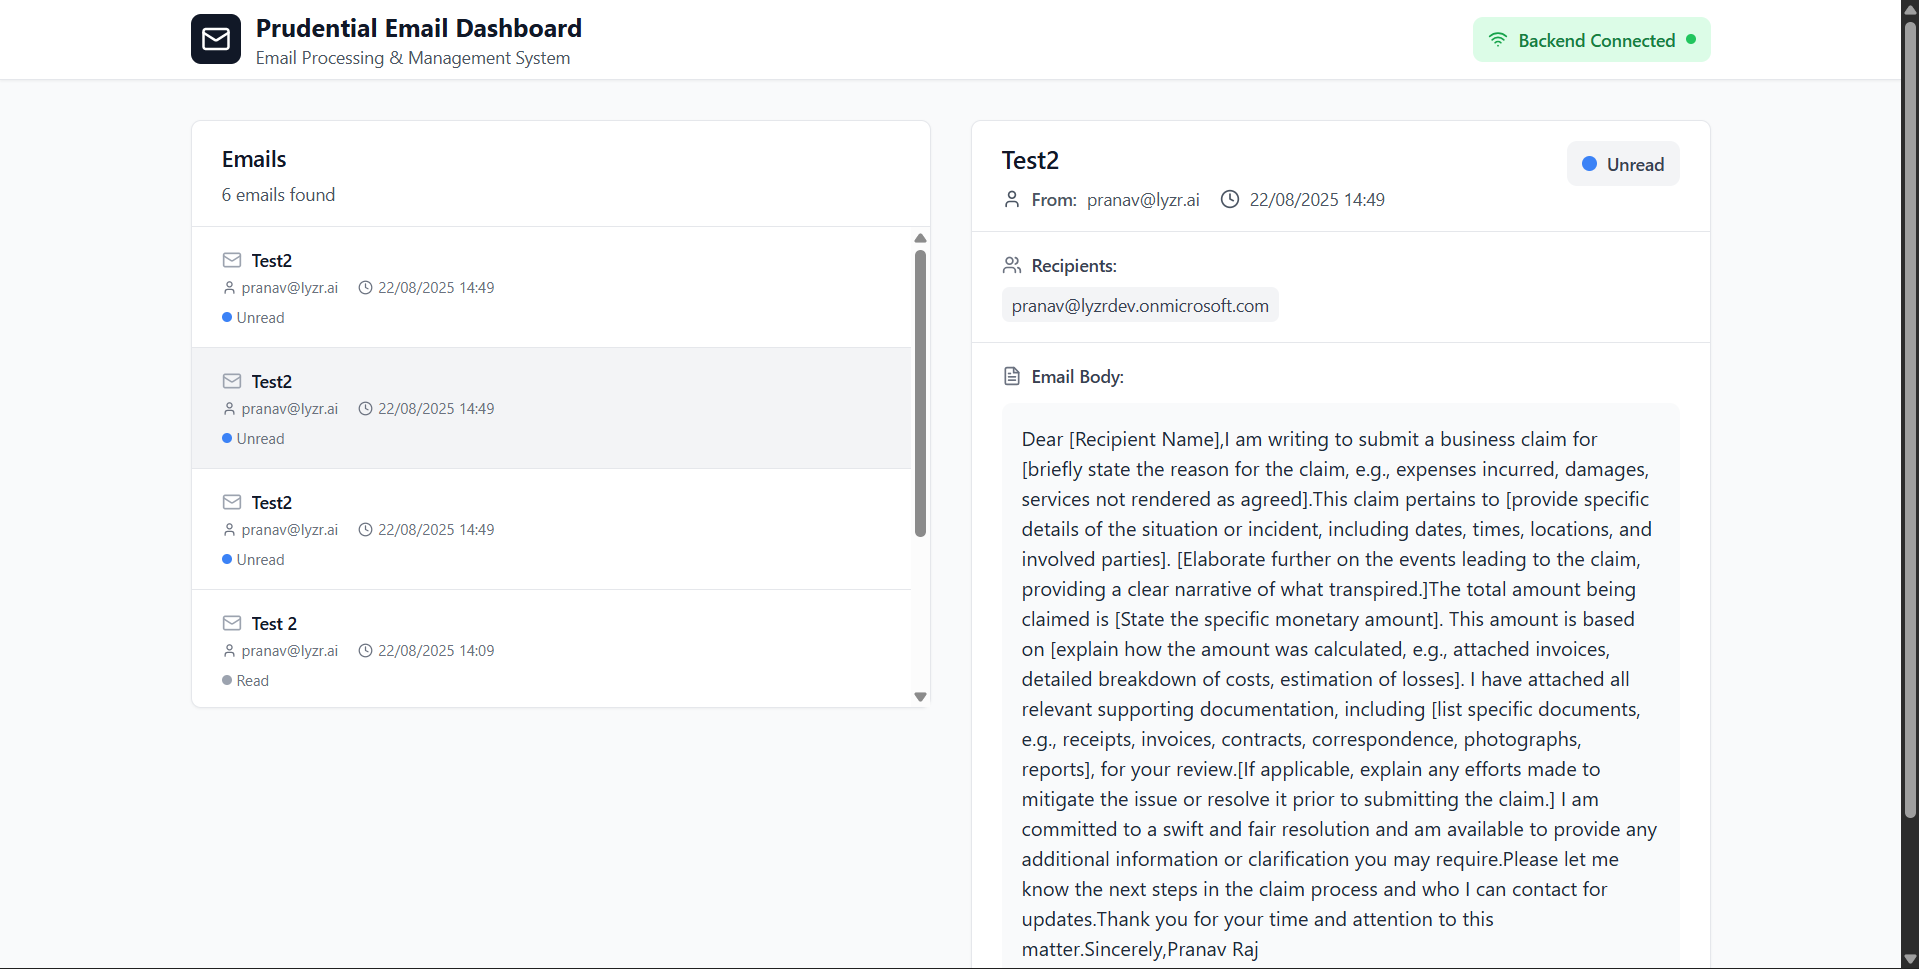 Prudential Email Dashboard
Email Processing & Management System
Backend Connected
Emails
6 emails found
Test2
pranav@lyzr.ai 22/08/2025 14:49
Unread
Test2
pranav@lyzr.ai 22/08/2025 14:49
Unread
Test2
pranav@lyzr.ai 22/08/2025 14:49
Unread
Test 2
pranav@lyzr.ai 22/08/2025 14:09
Read
Test2
Unread
From: pranav@lyzr.ai 22/08/2025 14:49
Recipients:
pranav@lyzrdev.onmicrosoft.com
Email Body:
Dear [Recipient Name],I am writing to submit a business claim for
[briefly state the reason for the claim, e.g., expenses incurred, damages,
services not rendered as agreed].This claim pertains to [provide specific
details of the situation or incident, including dates, times, locations, and
involved parties]. [Elaborate further on the events leading to the claim,
providing a clear narrative of what transpired.]The total amount being
claimed is [State the specific monetary amount]. This amount is based
on [explain how the amount was calculated, e.g., attached invoices,
detailed breakdown of costs, estimation of losses]. I have attached all
relevant supporting documentation, including [list specific documents,
e.g., receipts, invoices, contracts, correspondence, photographs,
reports], for your review.[If applicable, explain any efforts made to
mitigate the issue or resolve it prior to submitting the claim.] I am
committed to a swift and fair resolution and am available to provide any
additional information or clarification you may require.Please let me
know the next steps in the claim process and who I can contact for
updates.Thank you for your time and attention to this
matter.Sincerely,Pranav Raj